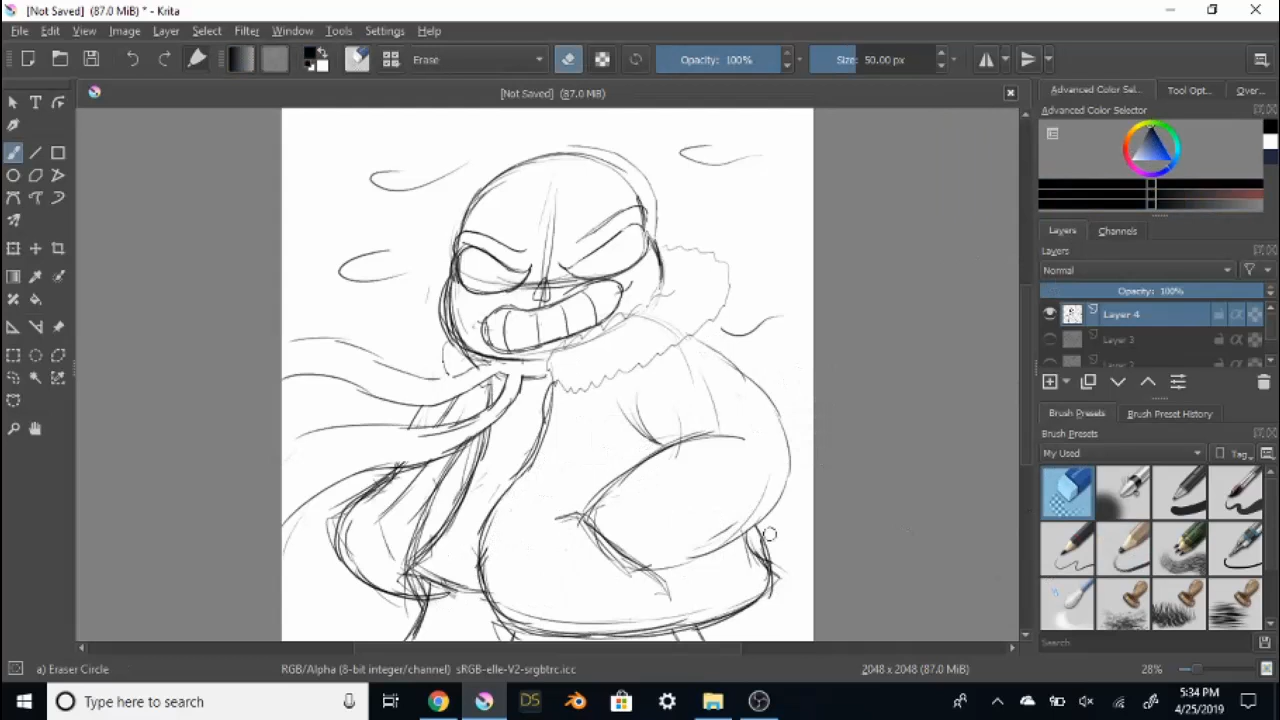 [Not Saved] (87.0 MiB) * - Krita
File Edit View Image Layer Select Filter Tools Settings Window Help
Erase Opacity: 100% Size: 50.00 px
[Not Saved] (87.0 MiB)
Advanced Color Sel... Tool Opt... Over...
Advanced Color Selector
Layers Channels
Layers
Normal
Opacity: 100%
Layer 4
Layer 3
Brush Presets Brush Preset History
Brush Presets
My Used Tag
Search
a) Eraser Circle RGB/Alpha (8-bit integer/channel) sRGB-elle-V2-srgbtrc.icc 2048 x 2048 (87.0 MiB) 28%
Type here to search
DS
5:34 PM
4/25/2019